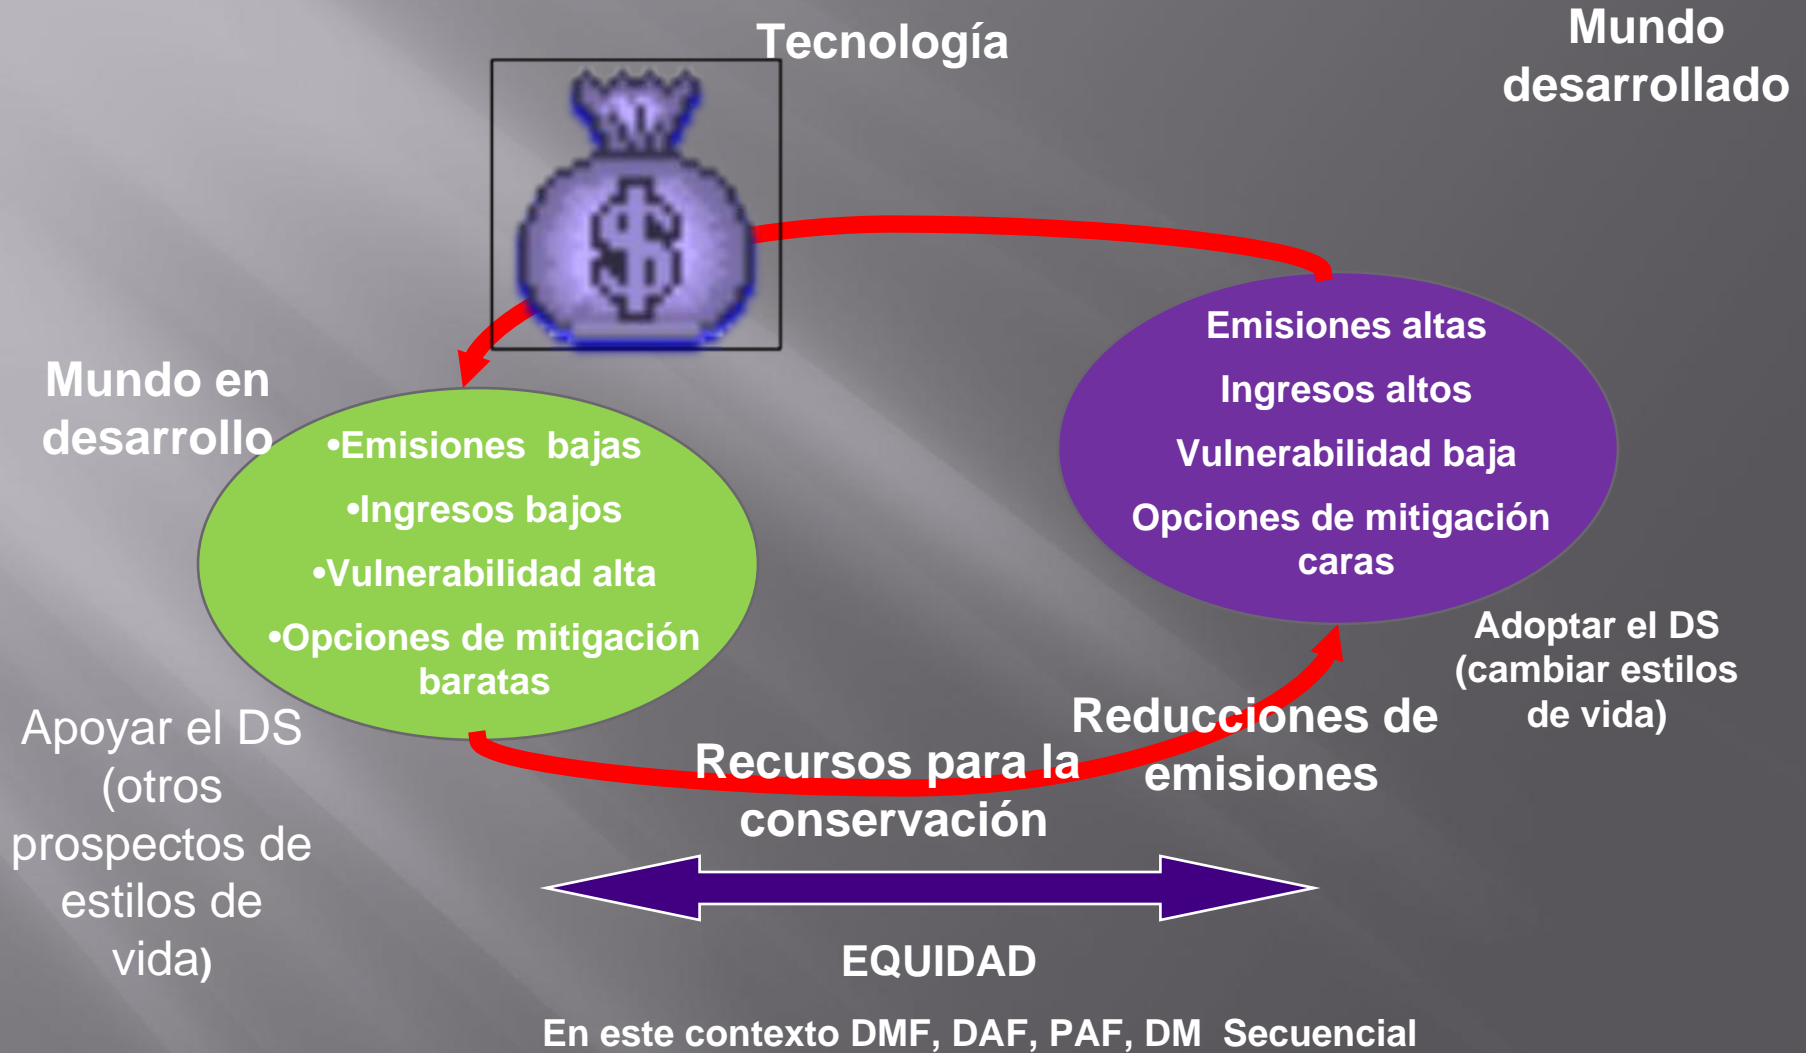 Tecnología
Mundo
desarrollado
$
Mundo en
desarrollo
•Emisiones  bajas
•Ingresos bajos
•Vulnerabilidad alta
•Opciones de mitigación
baratas
Emisiones altas
Ingresos altos
Vulnerabilidad baja
Opciones de mitigación
caras
Adoptar el DS
(cambiar estilos
de vida)
Apoyar el DS
(otros
prospectos de
estilos de
vida)
Reducciones de
emisiones
Recursos para la
conservación
EQUIDAD
En este contexto DMF, DAF, PAF, DM  Secuencial